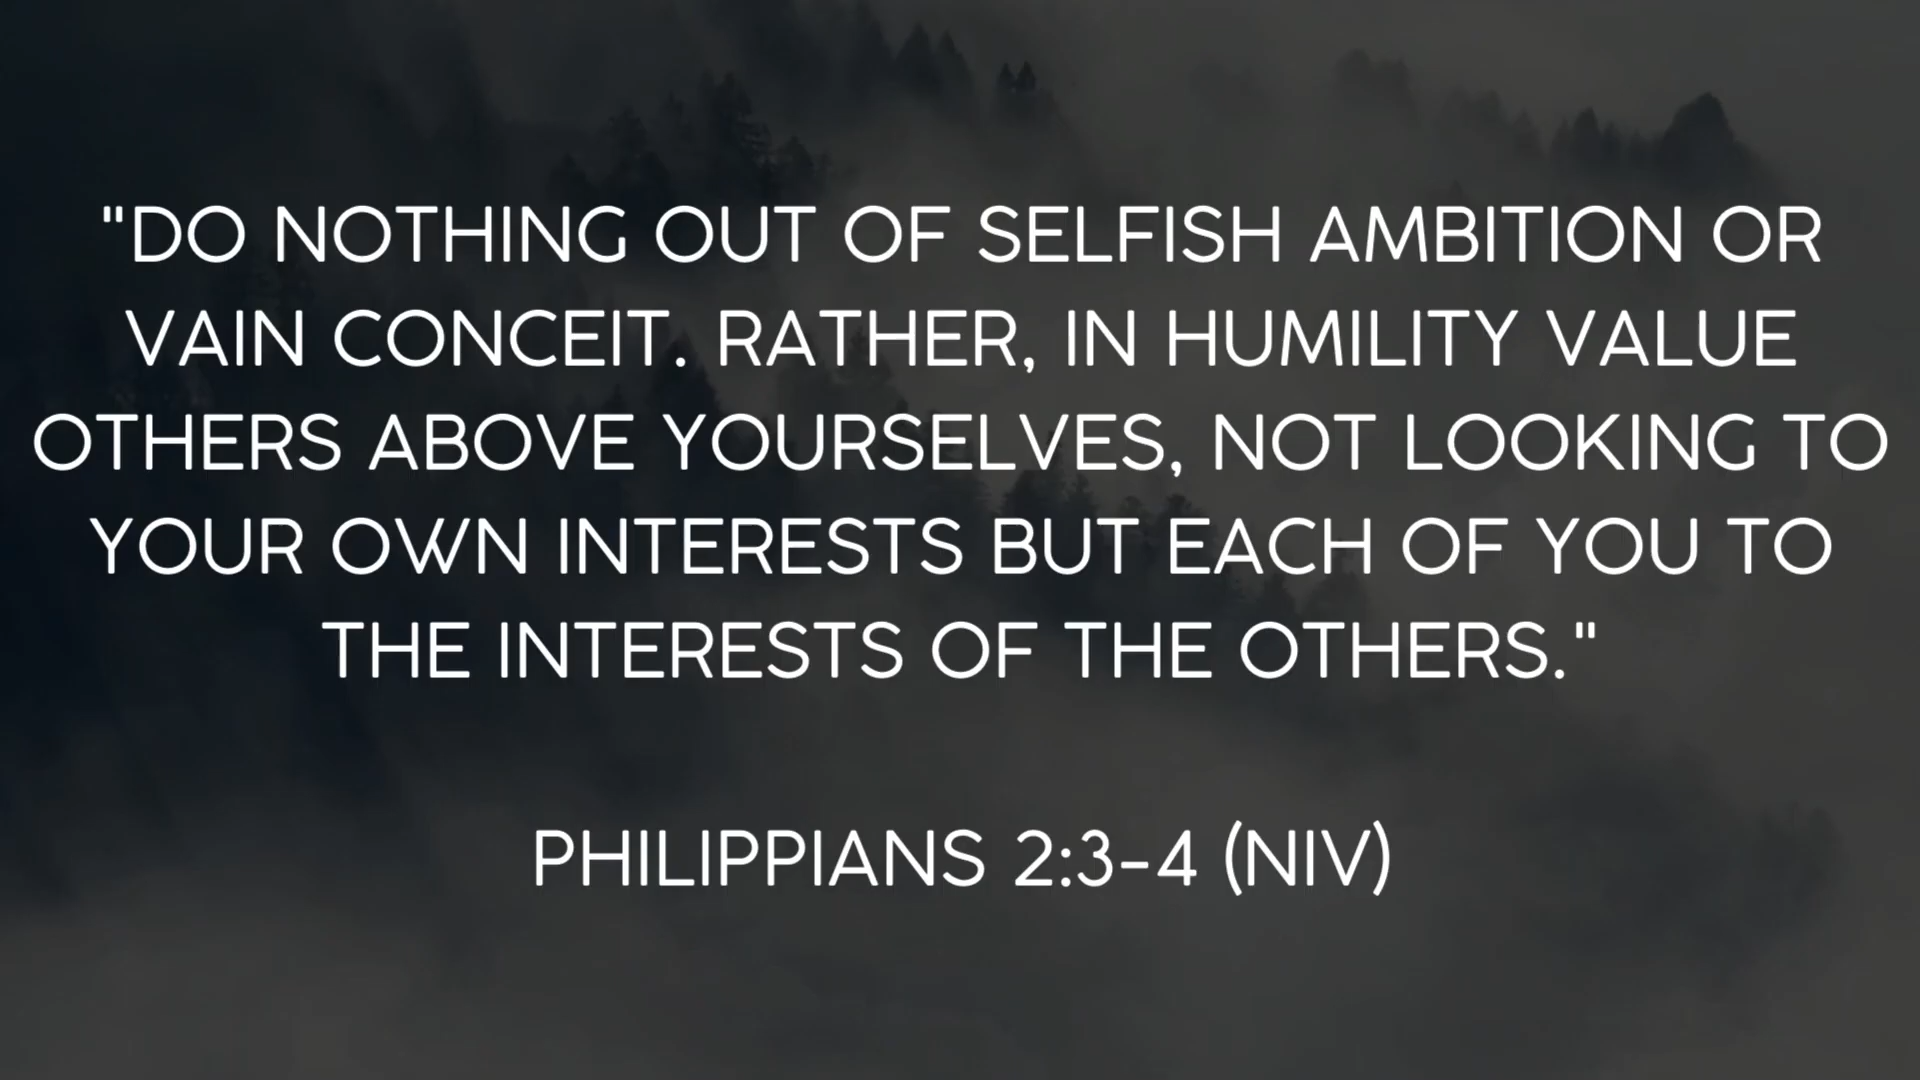 "DO NOTHING OUT OF SELFISH AMBITION OR
VAIN CONCEIT. RATHER, IN HUMILITY VALUE
OTHERS ABOVE YOURSELVES, NOT LOOKING TO
YOUR OWN INTERESTS BUT EACH OF YOU TO
THE INTERESTS OF THE OTHERS."
PHILIPPIANS 2:3-4 (NIV)